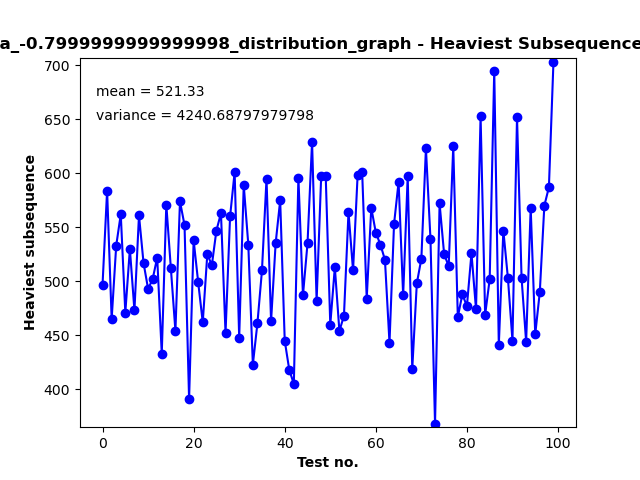 a_-0.7999999999999998_distribution_graph - Heaviest Subsequence
mean = 521.33
variance = 4240.68797979798
700
650
600
550
500
450
400
Heaviest subsequence
0 20 40 60 80 100
Test no.